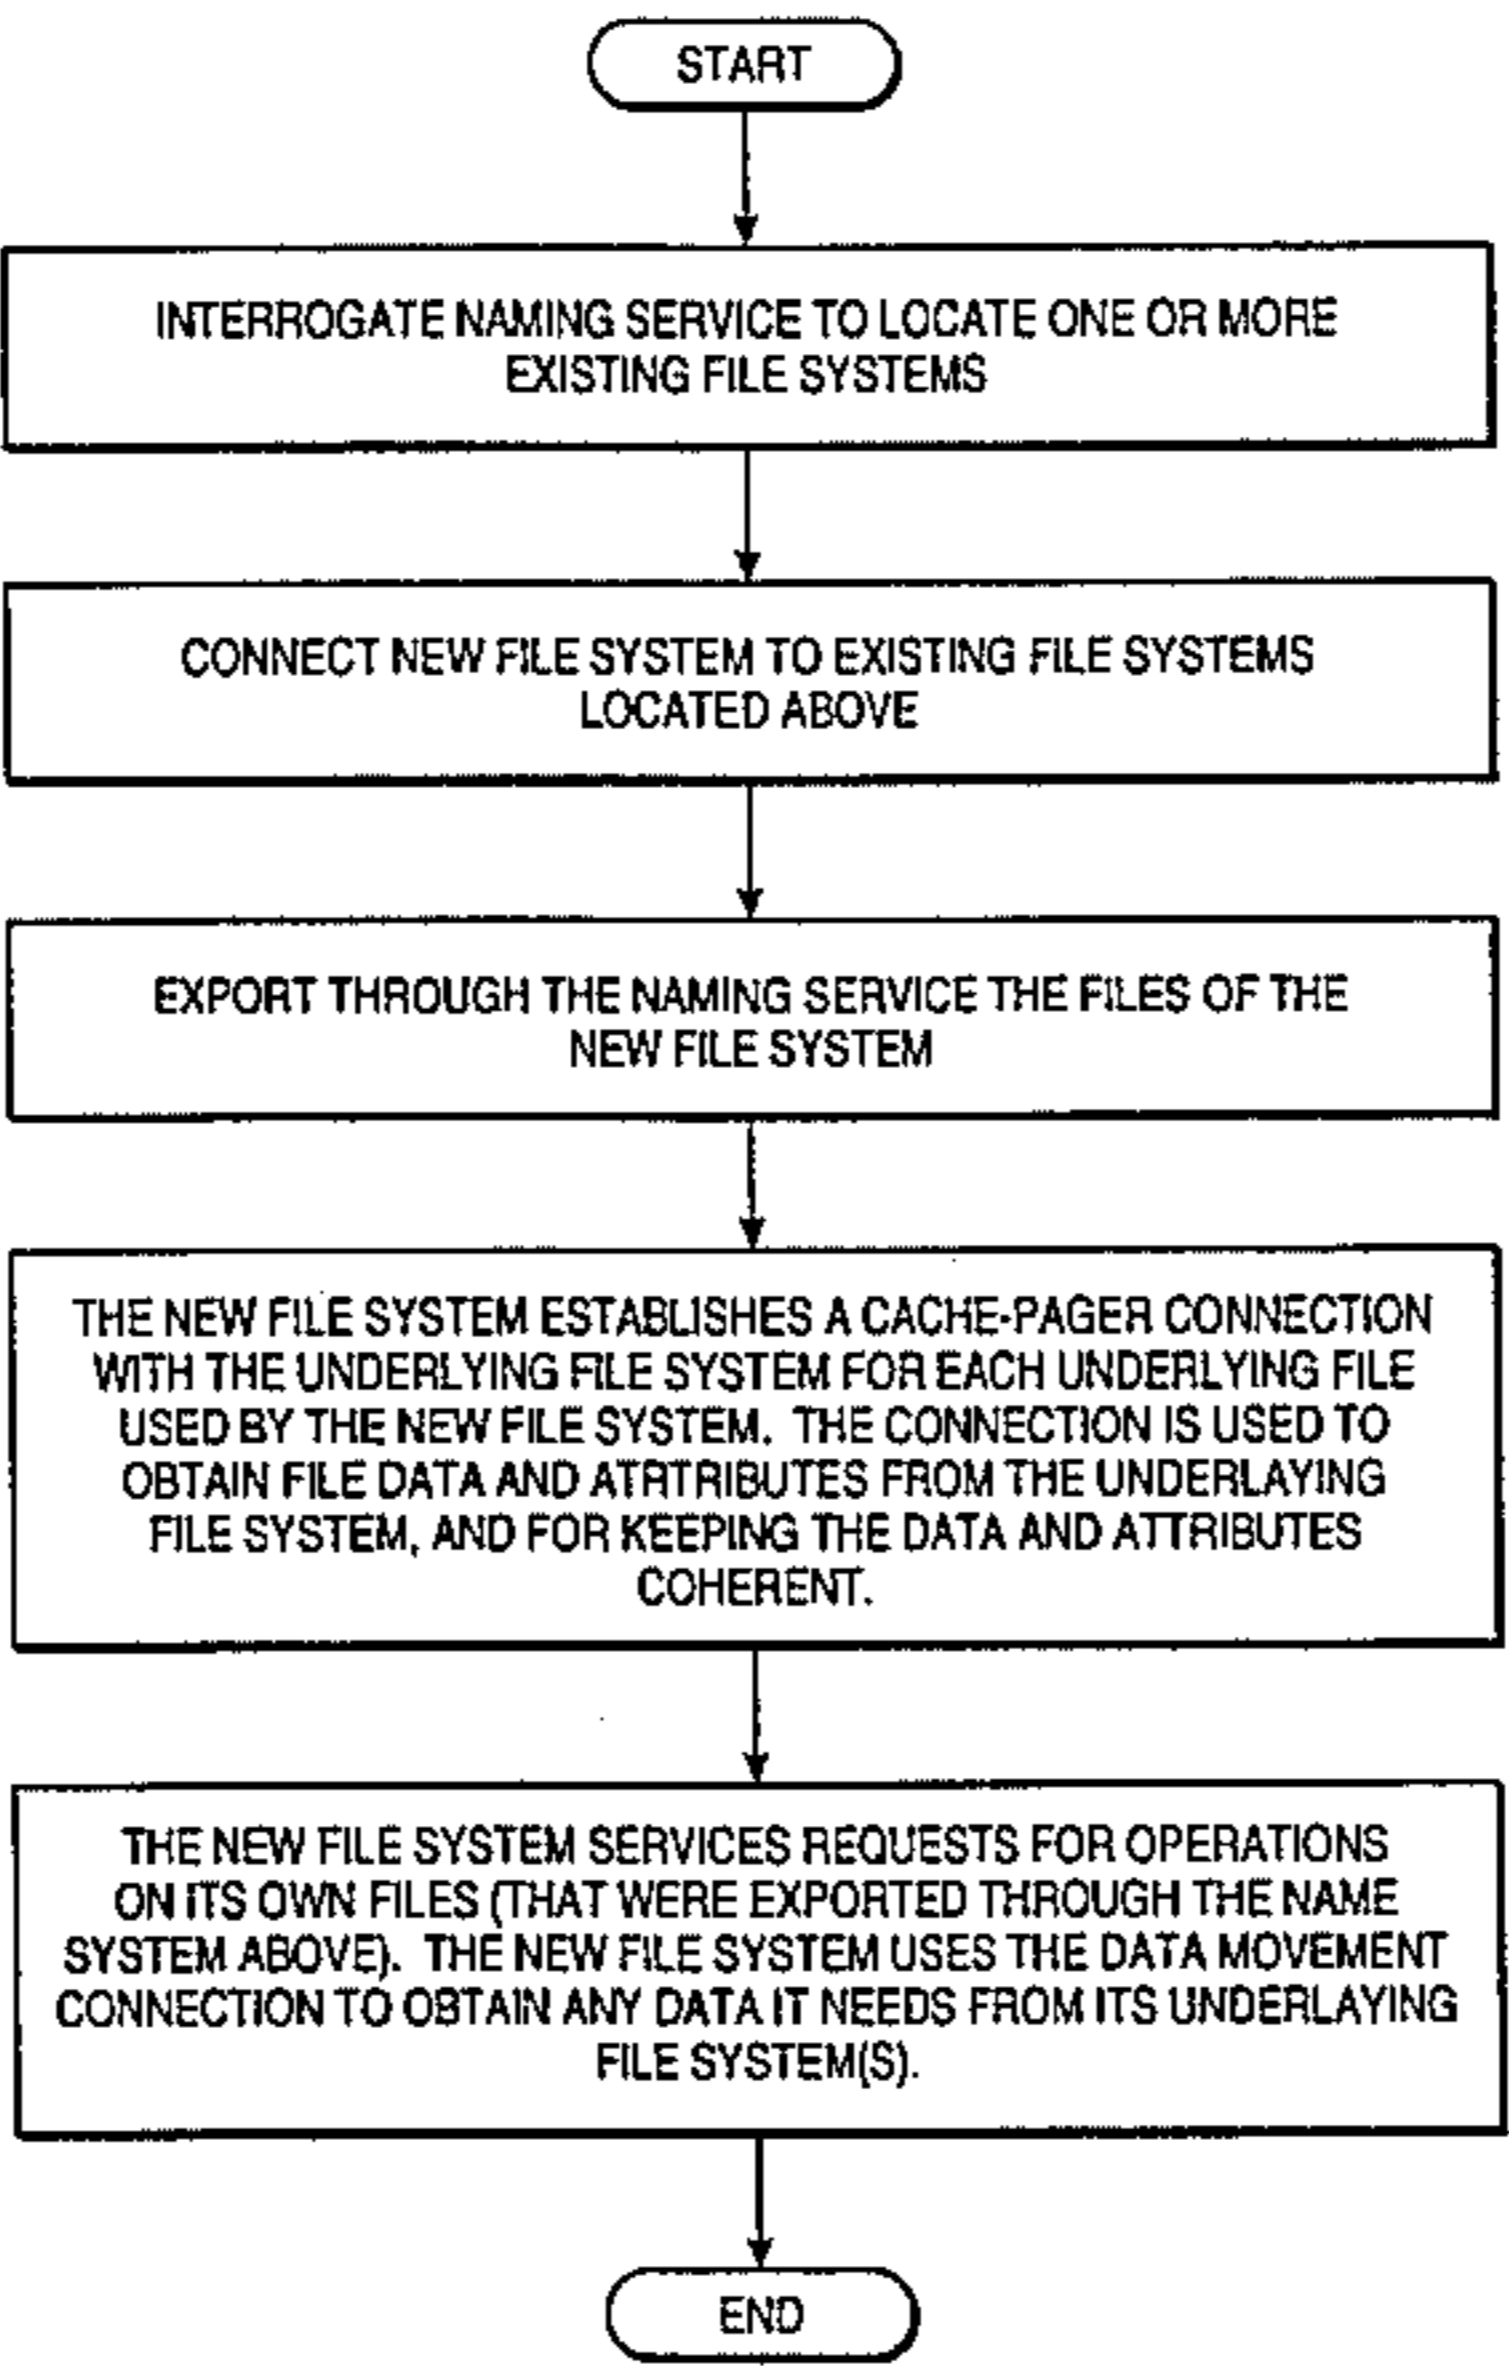 START
INTERROGATE NAMING SERVICE TO LOCATE ONE OR MORE
EXISTING FILE SYSTEMS
CONNECT NEW FILE SYSTEM TO EXISTING FILE SYSTEMS
LOCATED ABOVE
EXPORT THROUGH THE NAMING SERVICE THE FILES OF THE
NEW FILE SYSTEM
THE NEW FILE SYSTEM ESTABLISHES A CACHE-PAGER CONNECTION
WITH THE UNDERLYING FILE SYSTEM FOR EACH UNDERLYING FILE
USED BY THE NEW FILE SYSTEM. THE CONNECTION IS USED TO
OBTAIN FILE DATA AND ATRTRIBUTES FROM THE UNDERLAYING
FILE SYSTEM, AND FOR KEEPING THE DATA AND ATTRIBUTES
COHERENT.
THE NEW FILE SYSTEM SERVICES REQUESTS FOR OPERATIONS
ON ITS OWN FILES (THAT WERE EXPORTED THROUGH THE NAME
SYSTEM ABOVE). THE NEW FILE SYSTEM USES THE DATA MOVEMENT
CONNECTION TO OBTAIN ANY DATA IT NEEDS FROM ITS UNDERLAYING
FILE SYSTEM(S).
END